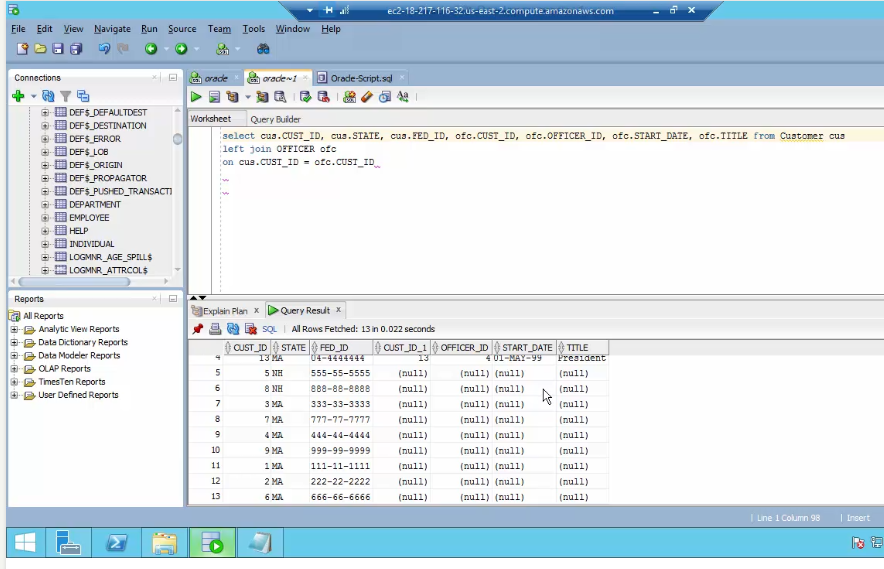 ec2-18-217-116-32.us-east-2.compute.amazonaws.com
File Edit View Navigate Run Source Team Tools Window Help
Connections
DEF$_DEFAULTDEST
DEF$_DESTINATION
DEF$_ERROR
DEF$_LOB
DEF$_ORIGIN
DEF$_PROPAGATOR
DEF$_PUSHED_TRANSACTI
DEPARTMENT
EMPLOYEE
HELP
INDIVIDUAL
LOGMNR_AGE_SPILL$
LOGMNR_ATTRCOL$
Reports
All Reports
Analytic View Reports
Data Dictionary Reports
Data Modeler Reports
OLAP Reports
TimesTen Reports
User Defined Reports
oracle oracle~1 Oracle-Script.sql
Worksheet Query Builder
select cus.CUST_ID, cus.STATE, cus.FED_ID, ofc.CUST_ID, ofc.OFFICER_ID, ofc.START_DATE, ofc.TITLE from Customer cus
left join OFFICER ofc
on cus.CUST_ID = ofc.CUST_ID
Explain Plan x Query Result x
SQL | All Rows Fetched: 13 in 0.022 seconds
CUST_ID STATE FED_ID CUST_ID_1 OFFICER_ID START_DATE TITLE
4 13 MA 04-4444444 13 4 01-MAY-99 President
5 5 NH 555-55-5555 (null) (null) (null) (null)
6 8 NH 888-88-8888 (null) (null) (null) (null)
7 3 MA 333-33-3333 (null) (null) (null) (null)
8 7 MA 777-77-7777 (null) (null) (null) (null)
9 4 MA 444-44-4444 (null) (null) (null) (null)
10 9 MA 999-99-9999 (null) (null) (null) (null)
11 1 MA 111-11-1111 (null) (null) (null) (null)
12 2 MA 222-22-2222 (null) (null) (null) (null)
13 6 MA 666-66-6666 (null) (null) (null) (null)
Line 1 Column 98 | Insert